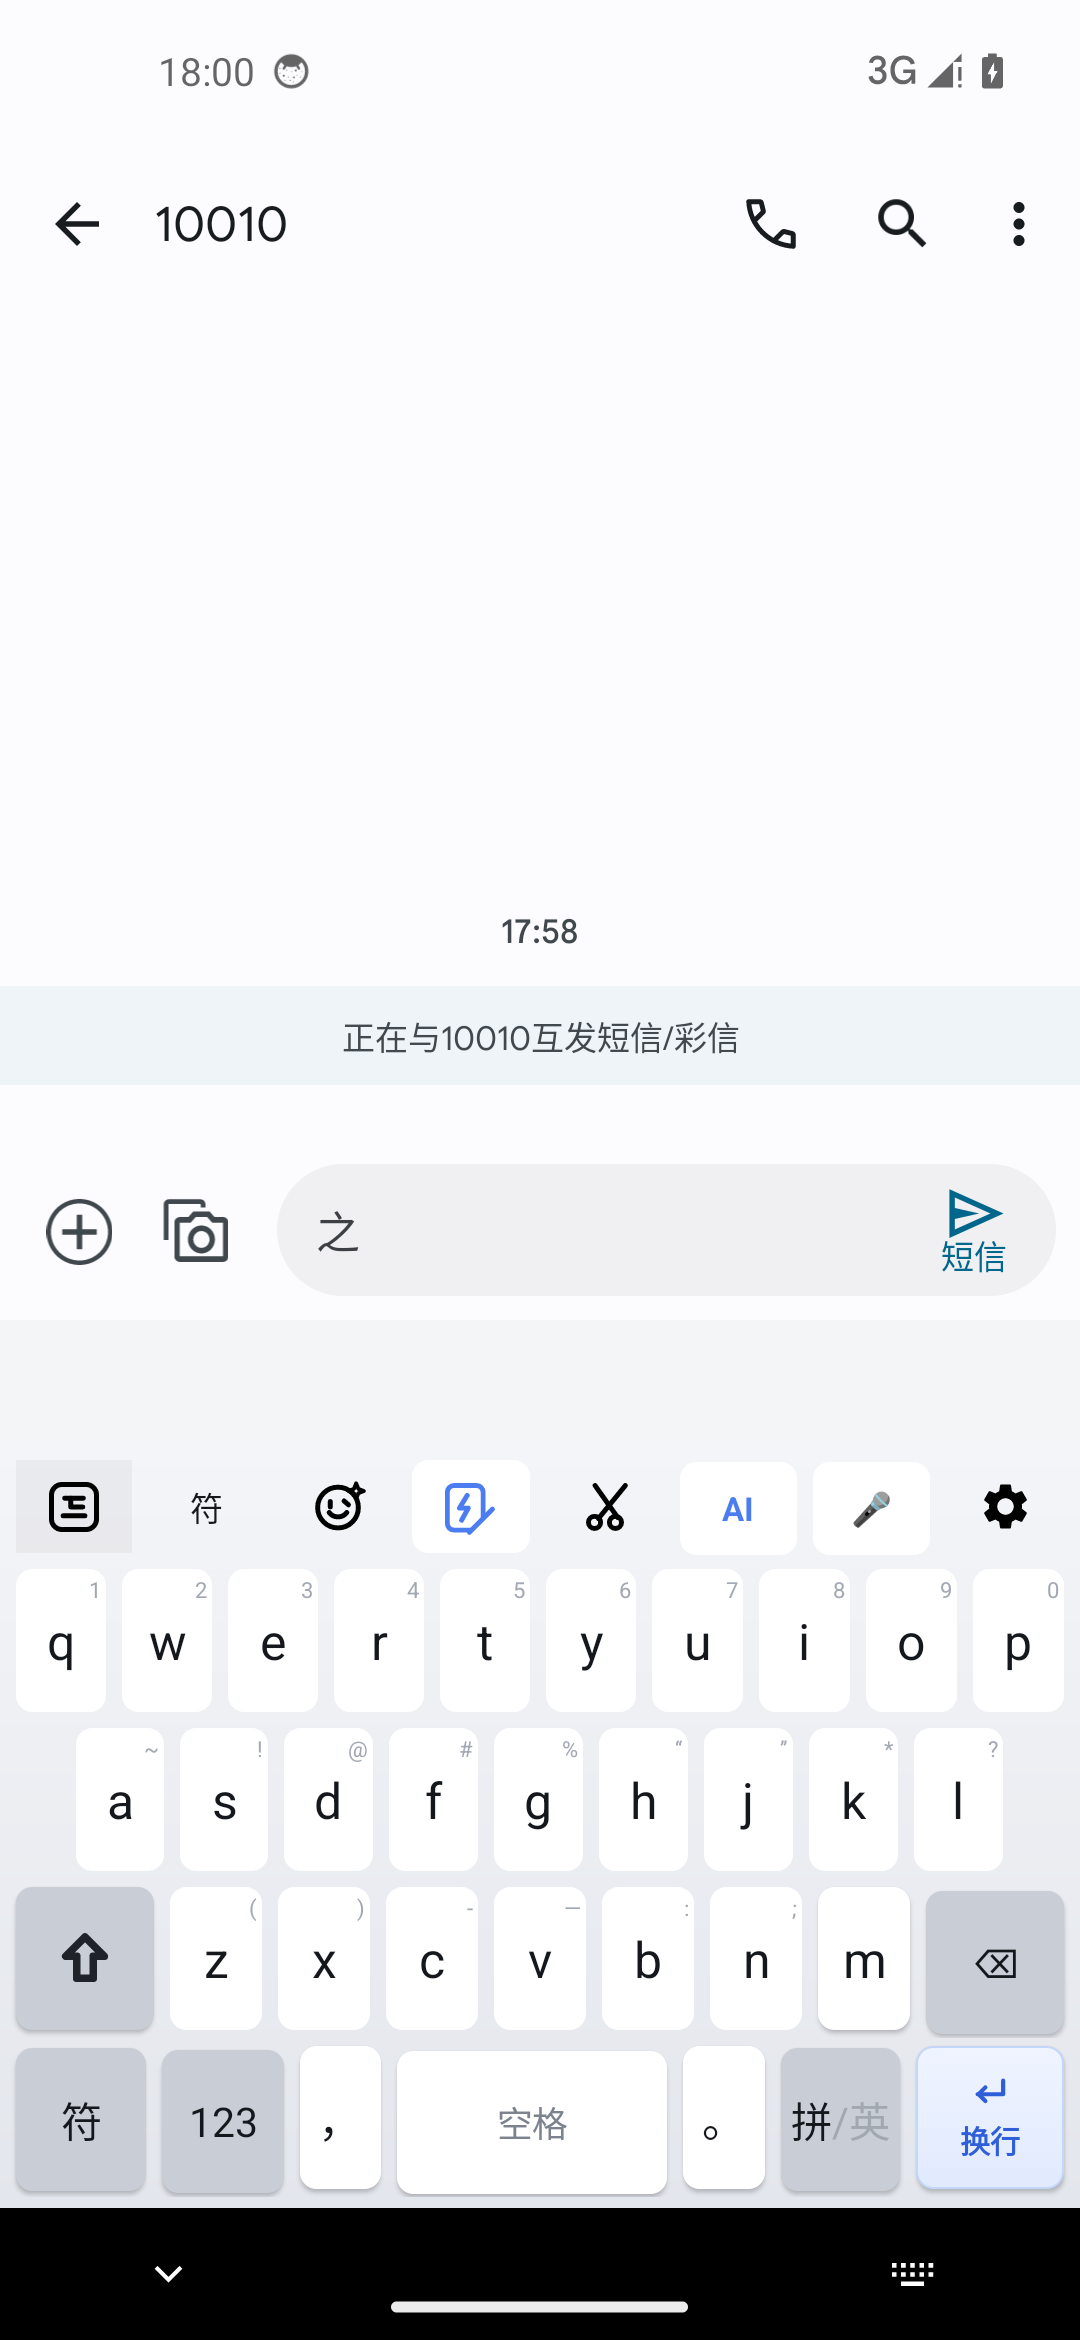 18:00 3G
10010
17:58
正在与10010互发短信/彩信
之
短信
符 AI
1 2 3 4 5 6 7 8 9 0
q w e r t y u i o p
~ ! @ # % “ ” * ?
a s d f g h j k l
( ) - — : ;
z x c v b n m
符 123 ， 空格 。 拼/英 换行